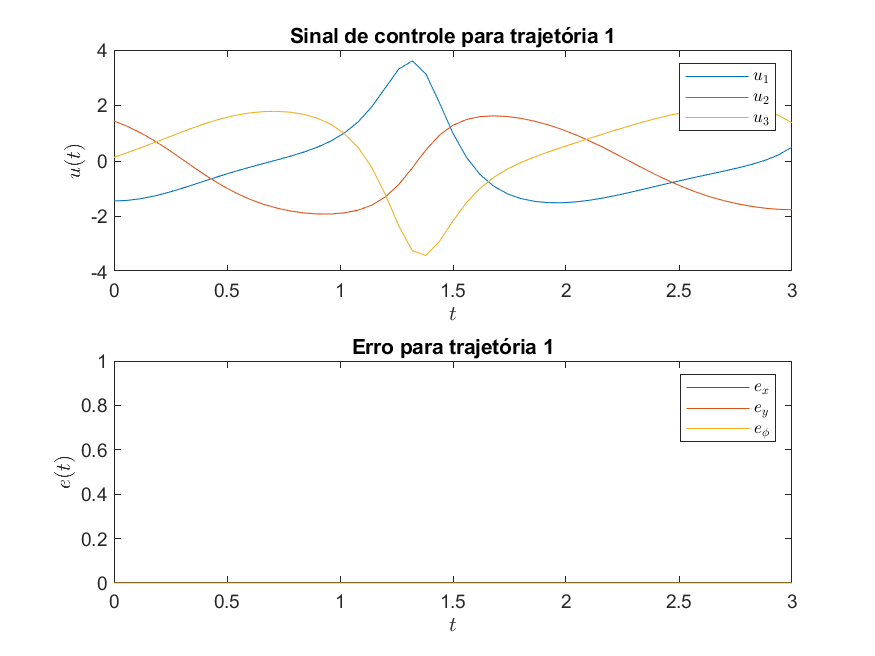 Sinal de controle para trajetória 1
4
2
0
-2
-4
u(t)
u₁
u₂
u₃
0 0.5 1 1.5 2 2.5 3
t
Erro para trajetória 1
1
0.8
0.6
0.4
0.2
0
e(t)
eₓ
e_y
e_ϕ
0 0.5 1 1.5 2 2.5 3
t